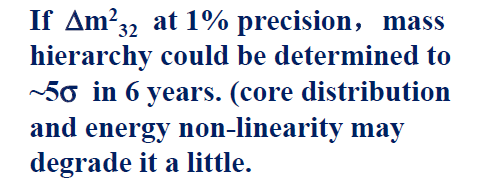 If Δm²₃₂ at 1% precision， mass
hierarchy could be determined to
~5σ in 6 years. (core distribution
and energy non-linearity may
degrade it a little.